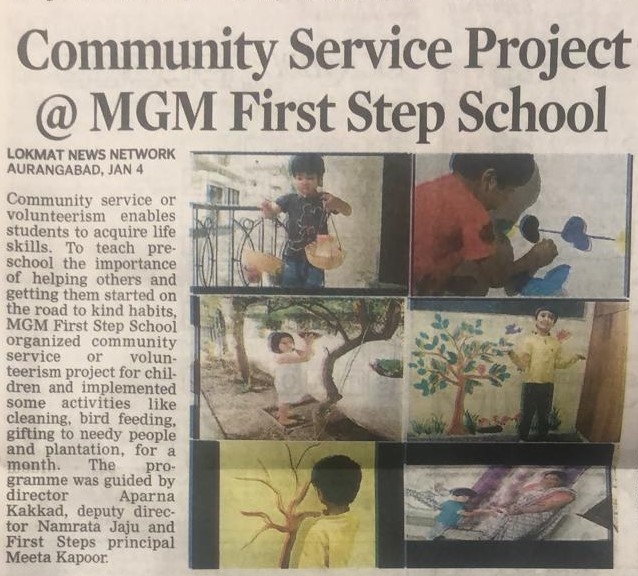 Community Service Project
@ MGM First Step School
LOKMAT NEWS NETWORK
AURANGABAD, JAN 4
Community service or
volunteerism enables
students to acquire life
skills. To teach pre-
school the importance
of helping others and
getting them started on
the road to kind habits,
MGM First Step School
organized community
service or volun-
teerism project for chil-
dren and implemented
some activities like
cleaning, bird feeding,
gifting to needy people
and plantation, for a
month. The pro-
gramme was guided by
director Aparna
Kakkad, deputy direc-
tor Namrata Jaju and
First Steps principal
Meeta Kapoor.